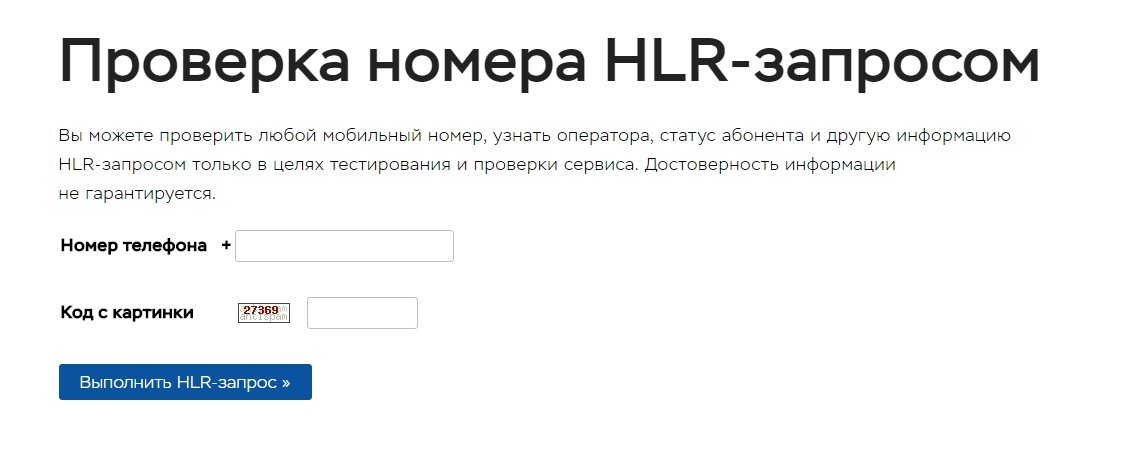 Проверка номера HLR-запросом
Вы можете проверить любой мобильный номер, узнать оператора, статус абонента и другую информацию
HLR-запросом только в целях тестирования и проверки сервиса. Достоверность информации
не гарантируется.
Номер телефона +
Код с картинки 27369
antispam
Выполнить HLR-запрос »